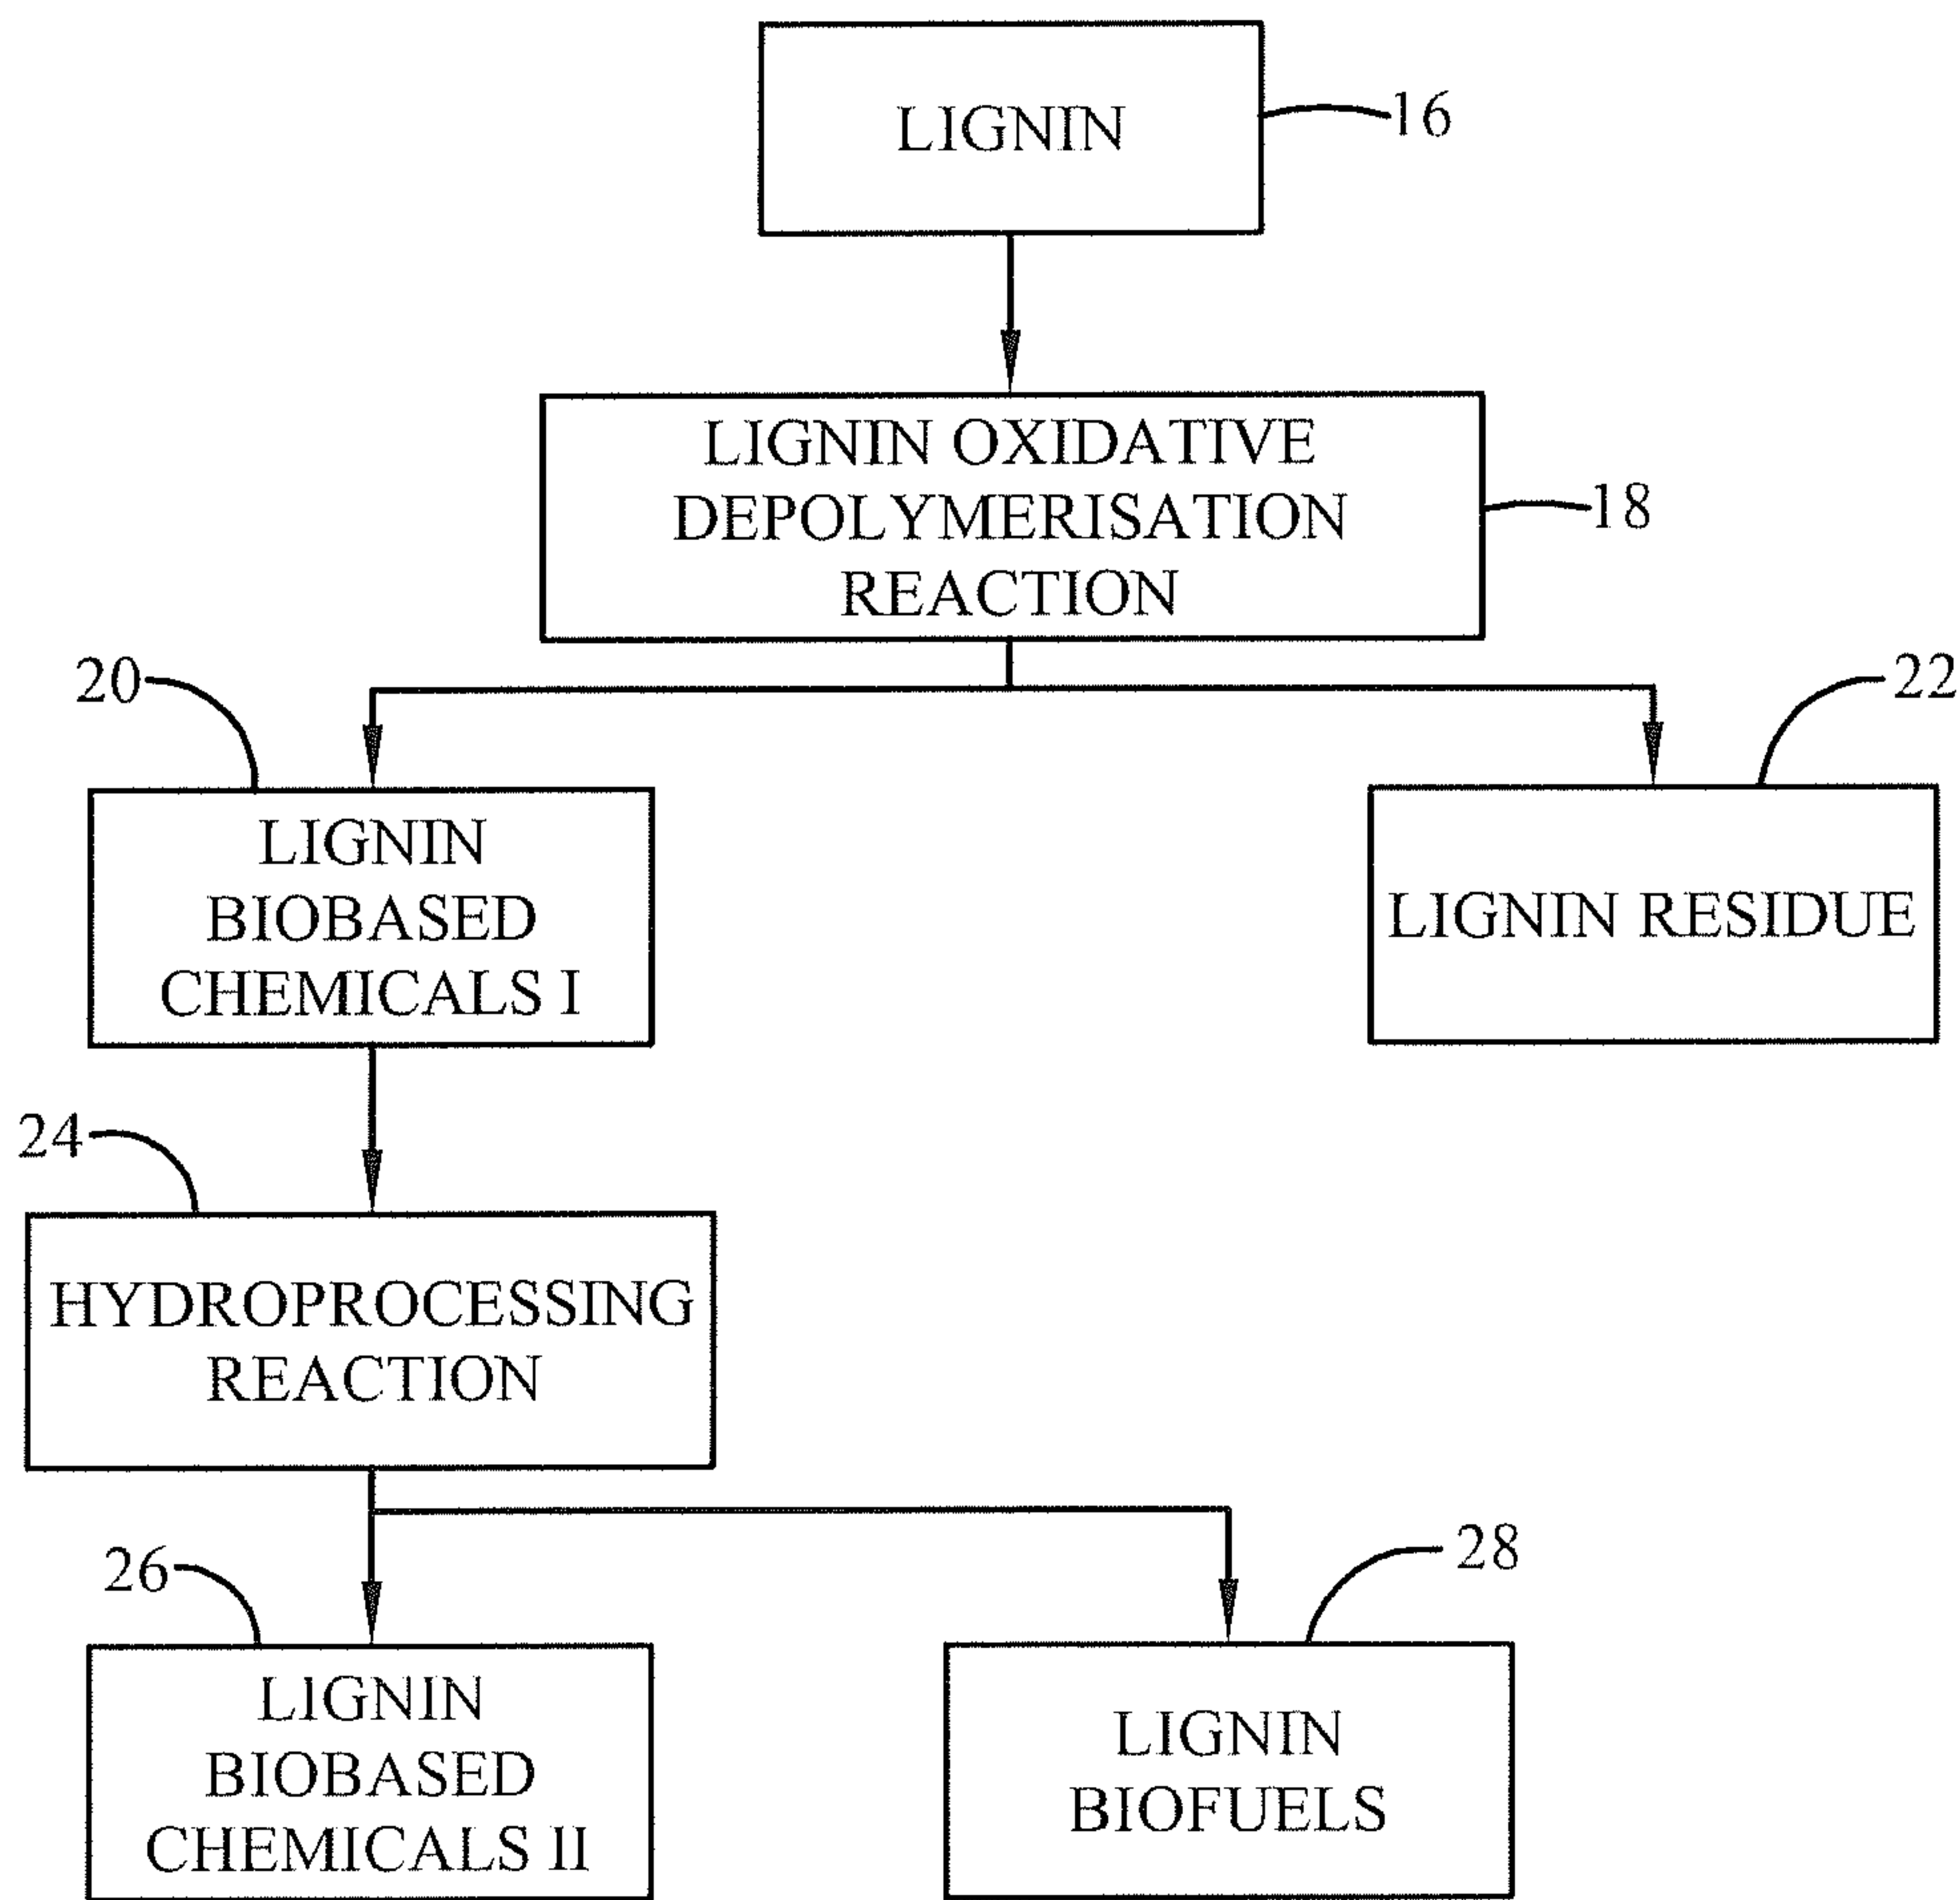 LIGNIN
16
LIGNIN OXIDATIVE
DEPOLYMERISATION
REACTION
18
20
22
LIGNIN
BIOBASED
CHEMICALS I
LIGNIN RESIDUE
24
HYDROPROCESSING
REACTION
26
28
LIGNIN
BIOBASED
CHEMICALS II
LIGNIN
BIOFUELS